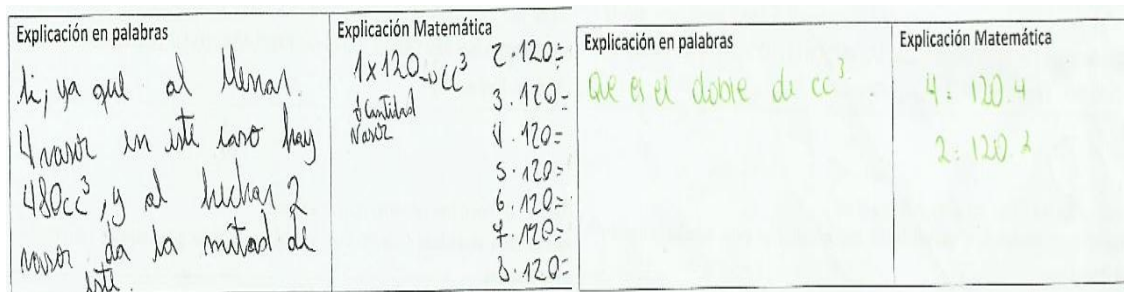 Explicación en palabras
Si, ya que al llenar.
4 vasos en este caso hay
480cc³, y al hechar 2
vasos da la mitad de
este.
Explicación Matemática
1x120→cc³
↓Cantidad
Vasos
2·120=
3·120=
4·120=
5·120=
6·120=
7·120=
8·120=
Explicación en palabras
Que es el doble de cc³.
Explicación Matemática
4: 120.4
2: 120.2